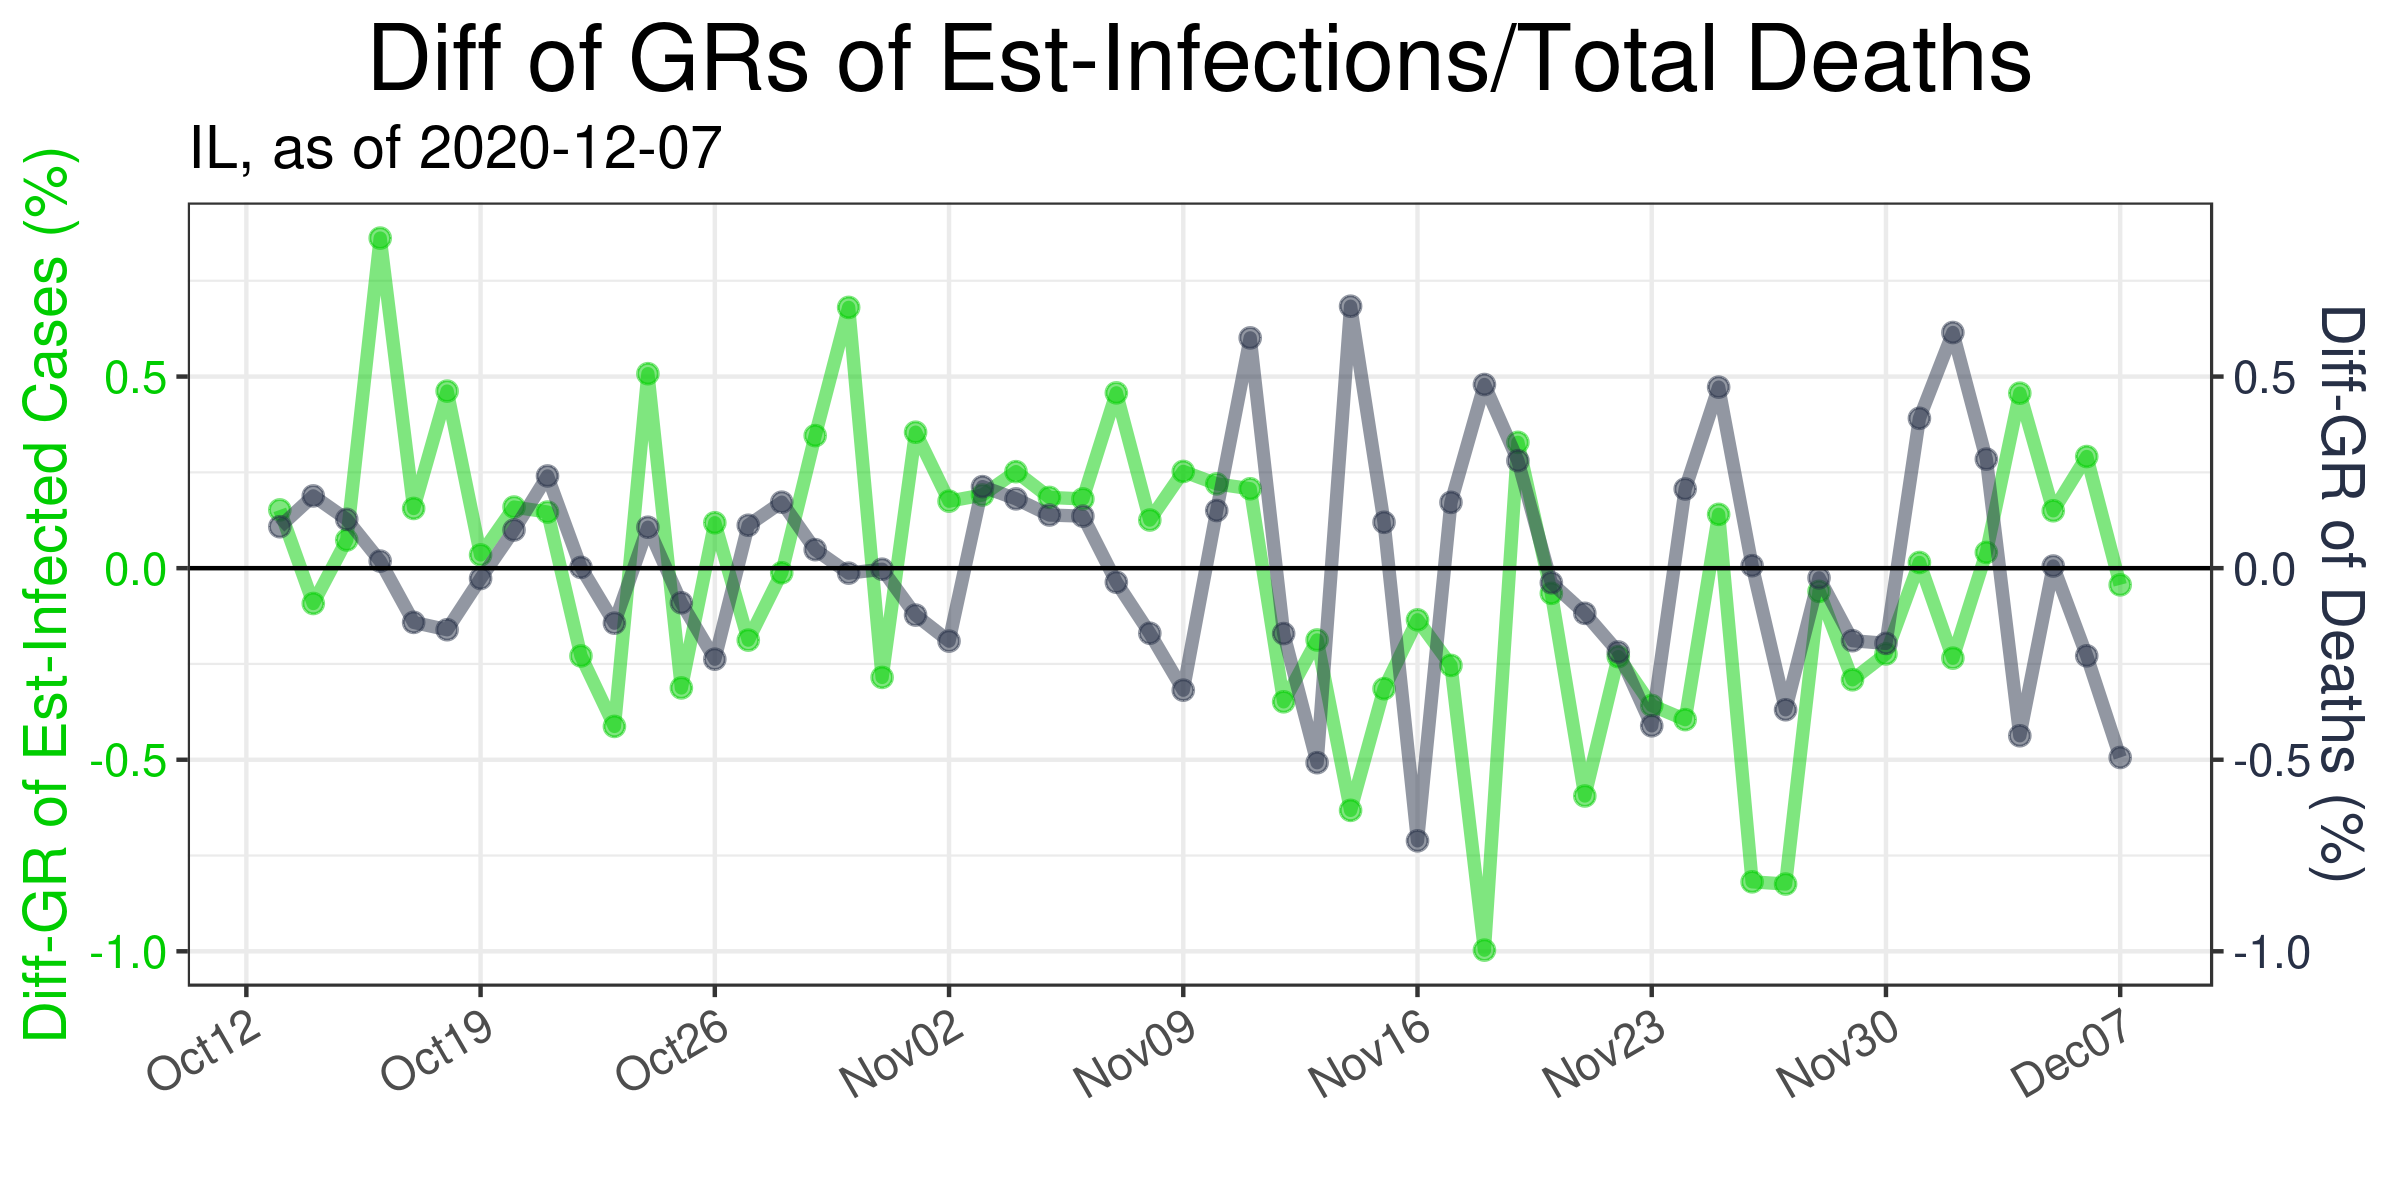 Diff of GRs of Est-Infections/Total Deaths
IL, as of 2020-12-07
Diff-GR of Est-Infected Cases (%)
0.5
0.0
-0.5
-1.0
0.5
0.0
-0.5
-1.0
Diff-GR of Deaths (%)
Oct12 Oct19 Oct26 Nov02 Nov09 Nov16 Nov23 Nov30 Dec07